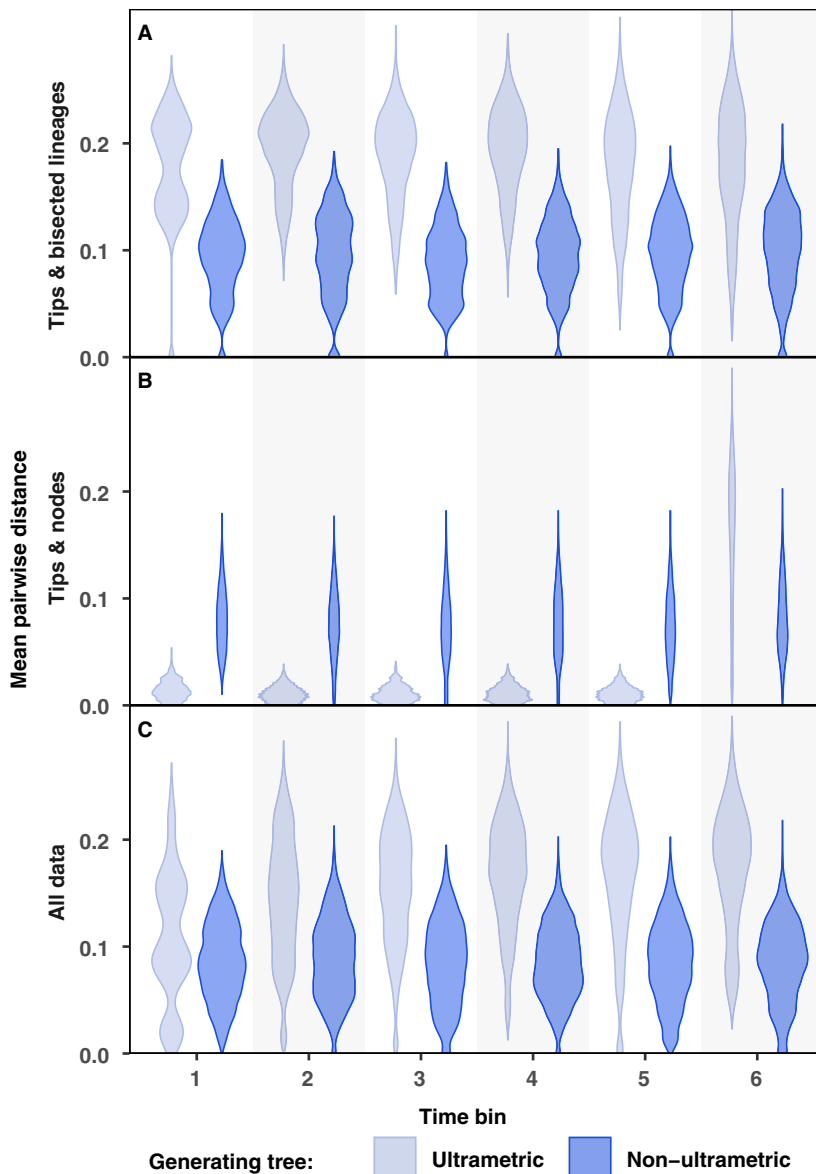 A
Tips & bisected lineages
0.2
0.1
0.0
B
Mean pairwise distance
Tips & nodes
0.2
0.1
0.0
C
All data
0.2
0.1
0.0
1 2 3 4 5 6
Time bin
Generating tree: Ultrametric Non−ultrametric